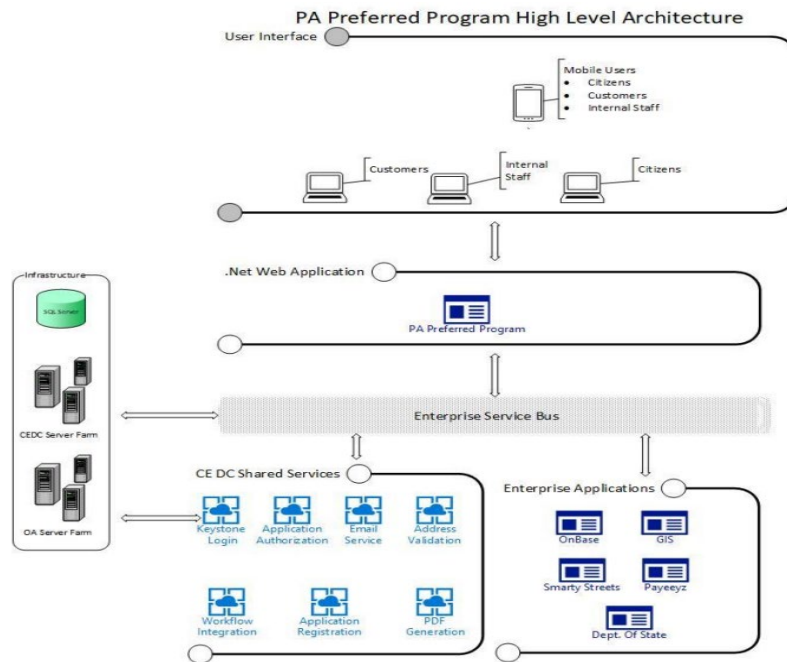 PA Preferred Program High Level Architecture
User Interface
Mobile Users
• Citizens
• Customers
• Internal Staff
Customers
Internal
Staff
Citizens
Infrastructure
SQL Server
CEDC Server Farm
OA Server Farm
.Net Web Application
PA Preferred Program
Enterprise Service Bus
CE DC Shared Services
Keystone
Login
Application
Authorization
Email
Service
Address
Validation
Workflow
Integration
Application
Registration
PDF
Generation
Enterprise Applications
OnBase
GIS
Smarty Streets
Payeeyz
Dept. Of State